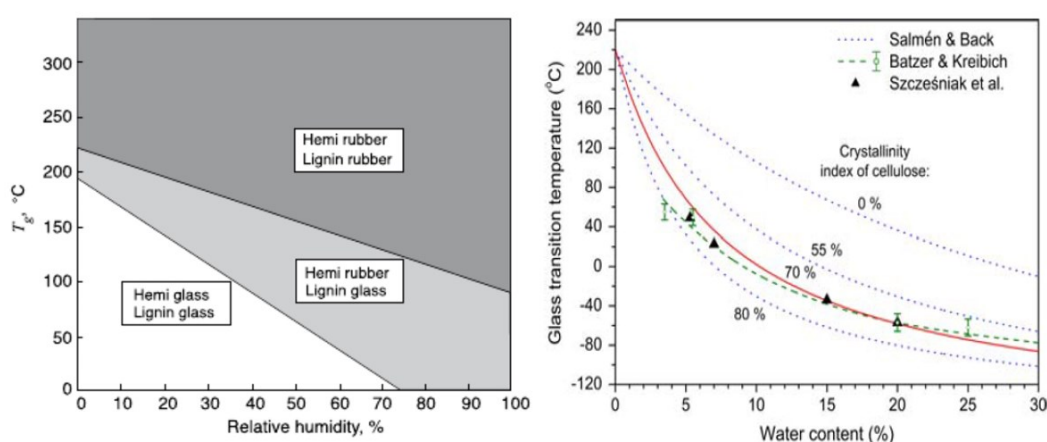 300
250
200
150
100
50
0
T_g, °C
Hemi rubber
Lignin rubber
Hemi rubber
Lignin glass
Hemi glass
Lignin glass
0 10 20 30 40 50 60 70 80 90 100
Relative humidity, %
240
200
160
120
80
40
0
-40
-80
-120
Glass transition temperature (°C)
Salmén & Back
Batzer & Kreibich
Szcześniak et al.
Crystallinity
index of cellulose:
0 %
55 %
70 %
80 %
0 5 10 15 20 25 30
Water content (%)